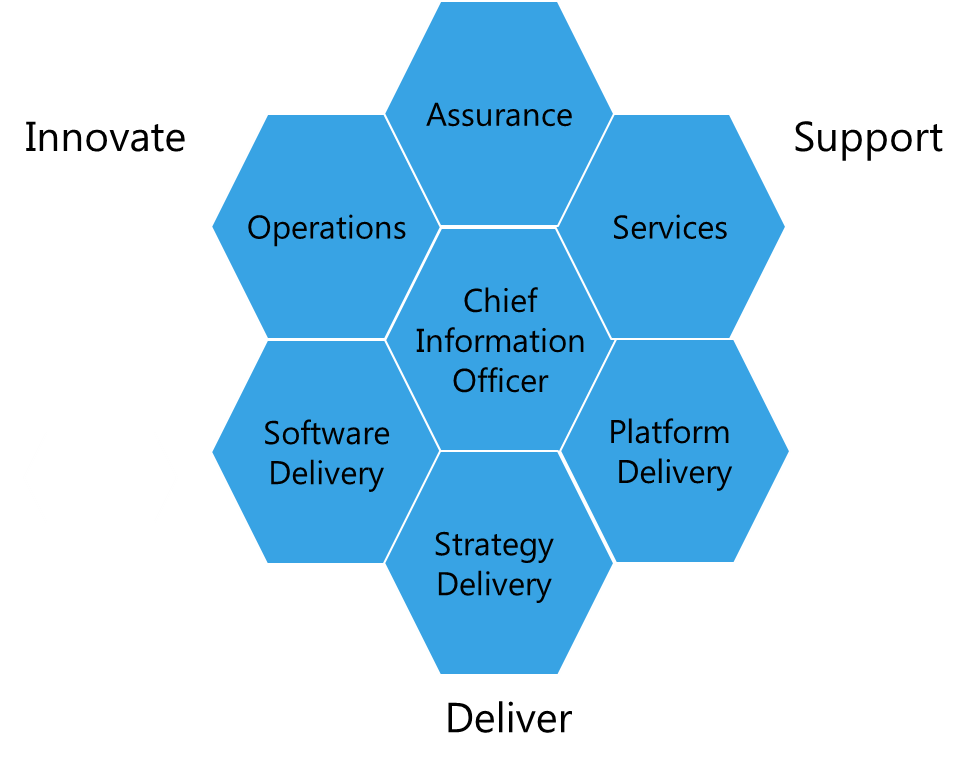 Assurance
Innovate
Support
Operations
Services
Chief
Information
Officer
Software
Delivery
Platform
Delivery
Strategy
Delivery
Deliver